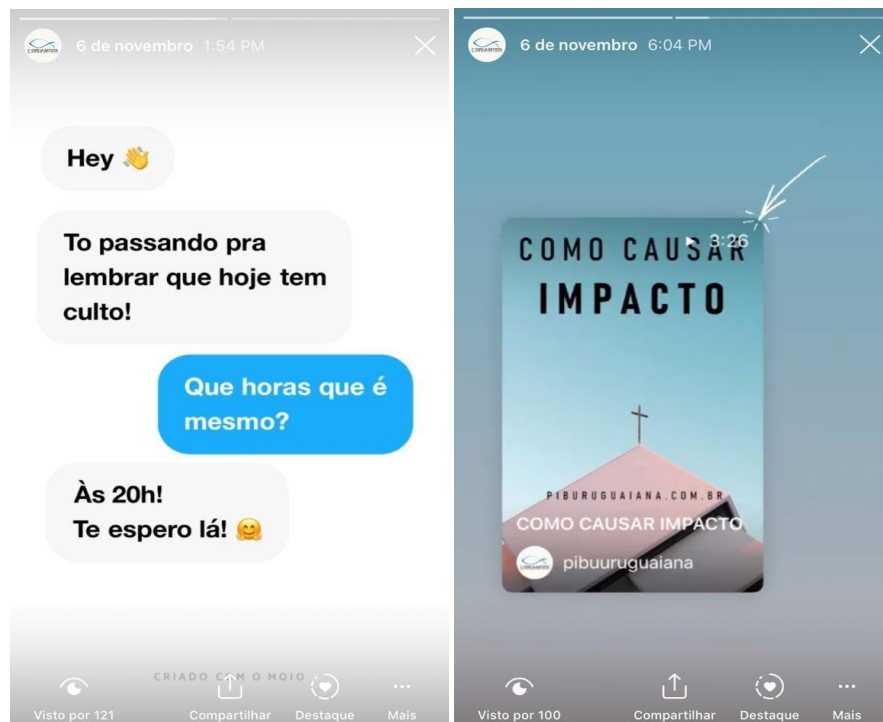 6 de novembro 1:54 PM
Hey 👋
To passando pra
lembrar que hoje tem
culto!
Que horas que é
mesmo?
Às 20h!
Te espero lá! 🤗
CRIADO COM O MOJO
Visto por 121
Compartilhar
Destaque
Mais
6 de novembro 6:04 PM
3:26
COMO CAUSAR
IMPACTO
PIBURUGUAIANA.COM.BR
COMO CAUSAR IMPACTO
pibuuruguaiana
Visto por 100
Compartilhar
Destaque
Mais